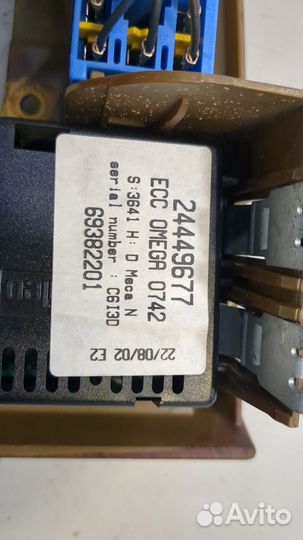 24449677
ECC OMEGA 0742
S:3641 H: D Meca N
serial number : C613D
69382201
22/08/02 E2
Avito